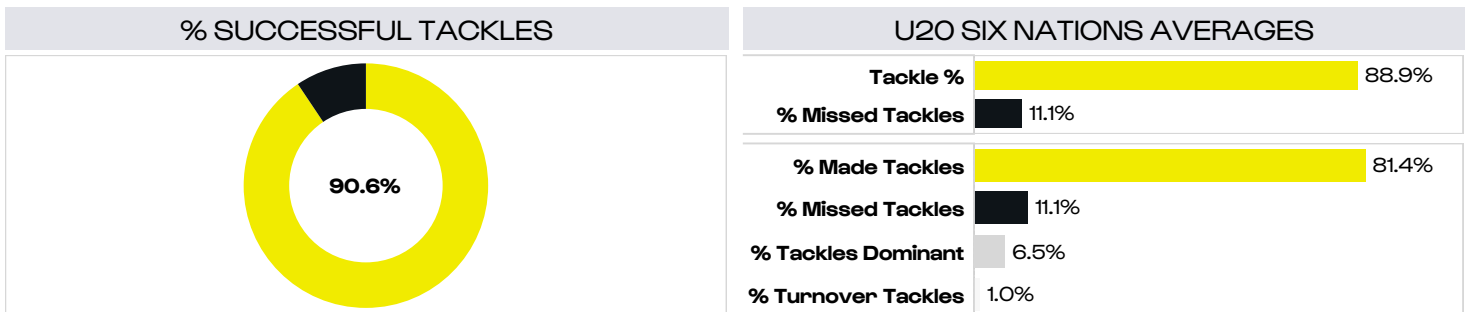 % SUCCESSFUL TACKLES
90.6%
U20 SIX NATIONS AVERAGES
Tackle % 88.9%
% Missed Tackles 11.1%
% Made Tackles 81.4%
% Missed Tackles 11.1%
% Tackles Dominant 6.5%
% Turnover Tackles 1.0%